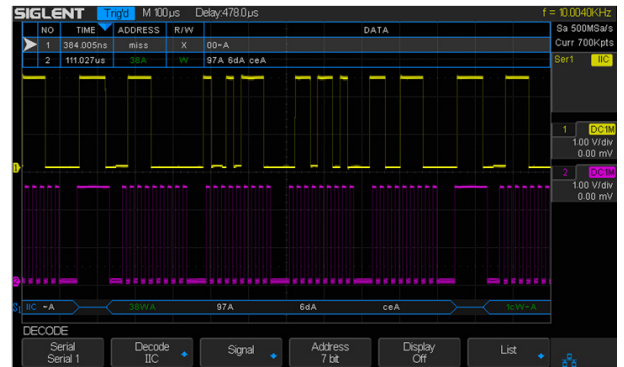 SIGLENT Trig'd M 100µs Delay:478.0µs f = 10.0040KHz
Sa 500MSa/s
Curr 700Kpts
NO TIME ADDRESS R/W DATA
1 384.005ns miss X 00~A
2 111.027us 38A W 97A 6dA ceA
Ser1 IIC
1 DC1M
1.00 V/div
0.00 mV
2 DC1M
1.00 V/div
0.00 mV
1
2
S1 IIC ~A 38WA 97A 6dA ceA 1cW~A
DECODE
Serial
Serial 1
Decode
IIC
Signal
Address
7 bit
Display
Off
List